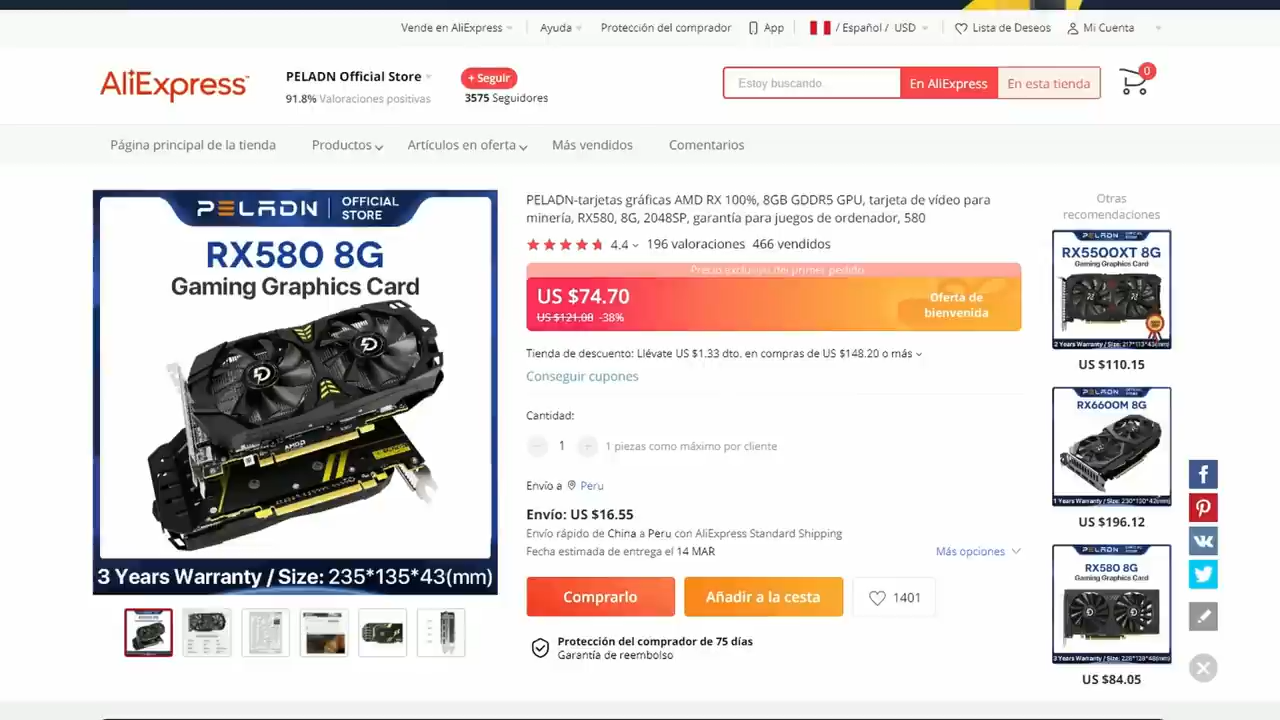 Vende en AliExpress
Ayuda
Protección del comprador
App
/ Español / USD
Lista de Deseos
Mi Cuenta
AliExpress
PELADN Official Store
91.8% Valoraciones positivas
+ Seguir
3575 Seguidores
Estoy buscando
En AliExpress
En esta tienda
0
Página principal de la tienda
Productos
Artículos en oferta
Más vendidos
Comentarios
PELADN OFFICIAL STORE
RX580 8G
Gaming Graphics Card
AMD
3 Years Warranty / Size: 235*135*43(mm)
PELADN-tarjetas gráficas AMD RX 100%, 8GB GDDR5 GPU, tarjeta de vídeo para
minería, RX580, 8G, 2048SP, garantía para juegos de ordenador, 580
4.4
196 valoraciones
466 vendidos
Precio exclusivo del primer pedido
US $74.70
US $121.08 -38%
Oferta de
bienvenida
Tienda de descuento: Llévate US $1.33 dto. en compras de US $148.20 o más
Conseguir cupones
Cantidad:
1
1 piezas como máximo por cliente
Envío a Peru
Envío: US $16.55
Envío rápido de China a Peru con AliExpress Standard Shipping
Fecha estimada de entrega el 14 MAR
Más opciones
Comprarlo
Añadir a la cesta
1401
Protección del comprador de 75 días
Garantía de reembolso
Otras
recomendaciones
PELADN
RX5500XT 8G
Gaming Graphics Card
US $110.15
PELADN
RX6600M 8G
US $196.12
PELADN
RX580 8G
Gaming Graphics Card
US $84.05